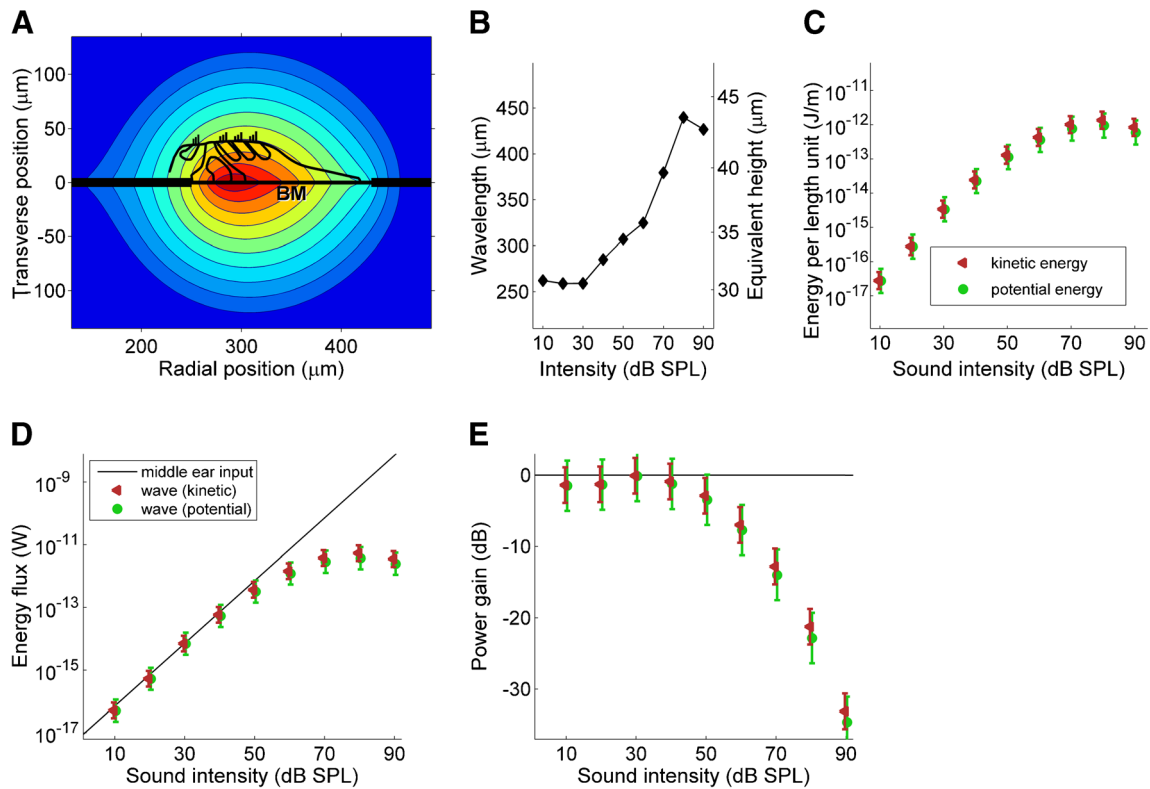 A
Transverse position (μm)
100
50
0
-50
-100
BM
200
300
400
Radial position (μm)
B
Wavelength (μm)
450
400
350
300
250
Equivalent height (μm)
45
40
35
30
10
30
50
70
90
Intensity (dB SPL)
C
Energy per length unit (J/m)
10⁻¹¹
10⁻¹²
10⁻¹³
10⁻¹⁴
10⁻¹⁵
10⁻¹⁶
10⁻¹⁷
kinetic energy
potential energy
10
30
50
70
90
Sound intensity (dB SPL)
D
Energy flux (W)
10⁻⁹
10⁻¹¹
10⁻¹³
10⁻¹⁵
10⁻¹⁷
middle ear input
wave (kinetic)
wave (potential)
10
30
50
70
90
Sound intensity (dB SPL)
E
Power gain (dB)
0
-10
-20
-30
10
30
50
70
90
Sound intensity (dB SPL)